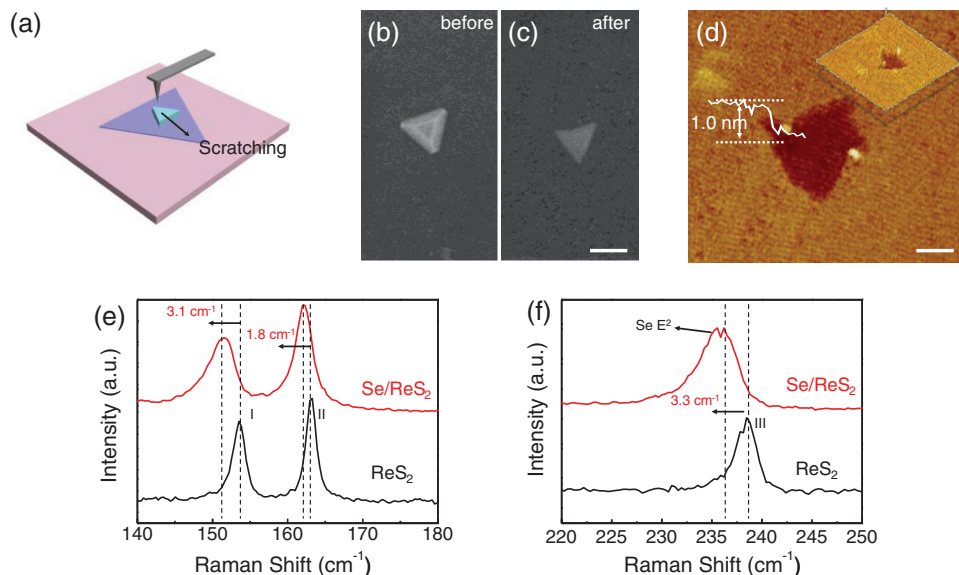 (a)
Scratching
(b)
before
(c)
after
(d)
1.0 nm
(e)
3.1 cm⁻¹
1.8 cm⁻¹
Se/ReS₂
I
II
ReS₂
Intensity (a.u.)
140 150 160 170 180
Raman Shift (cm⁻¹)
(f)
Se E²
Se/ReS₂
3.3 cm⁻¹
III
ReS₂
Intensity (a.u.)
220 225 230 235 240 245 250
Raman Shift (cm⁻¹)